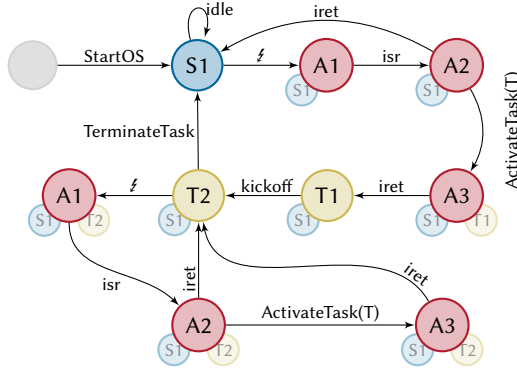 idle
iret
StartOS
S1
A1
isr
A2
S1
S1
ActivateTask(T)
TerminateTask
A1
T2
kickoff
T1
iret
A3
S1
T2
S1
S1
S1
T1
isr
iret
iret
A2
ActivateTask(T)
A3
S1
T2
S1
T2